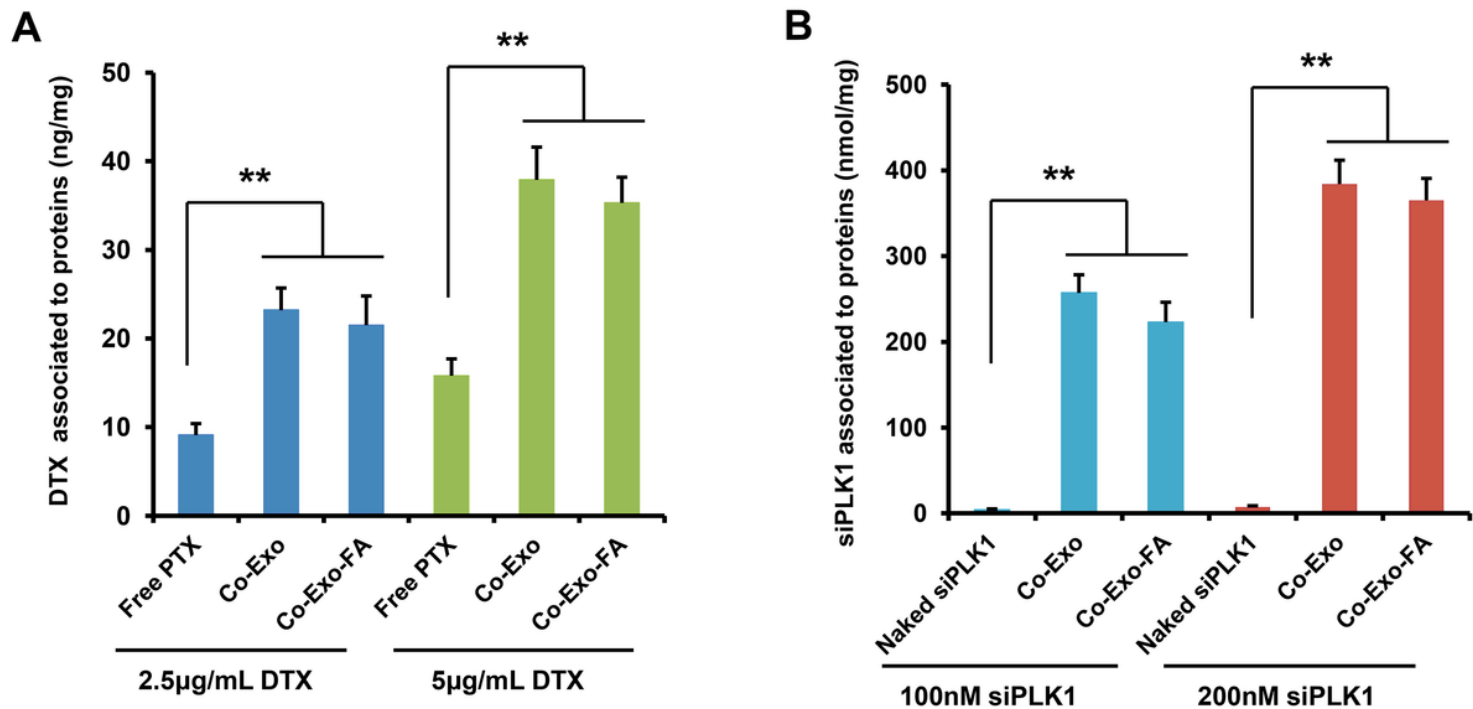 A
DTX associated to proteins (ng/mg)
50
40
30
20
10
0
**
**
Free PTX
Co-Exo
Co-Exo-FA
Free PTX
Co-Exo
Co-Exo-FA
2.5µg/mL DTX
5µg/mL DTX
B
siPLK1 associated to proteins (nmol/mg)
500
400
300
200
100
0
**
**
Naked siPLK1
Co-Exo
Co-Exo-FA
Naked siPLK1
Co-Exo
Co-Exo-FA
100nM siPLK1
200nM siPLK1